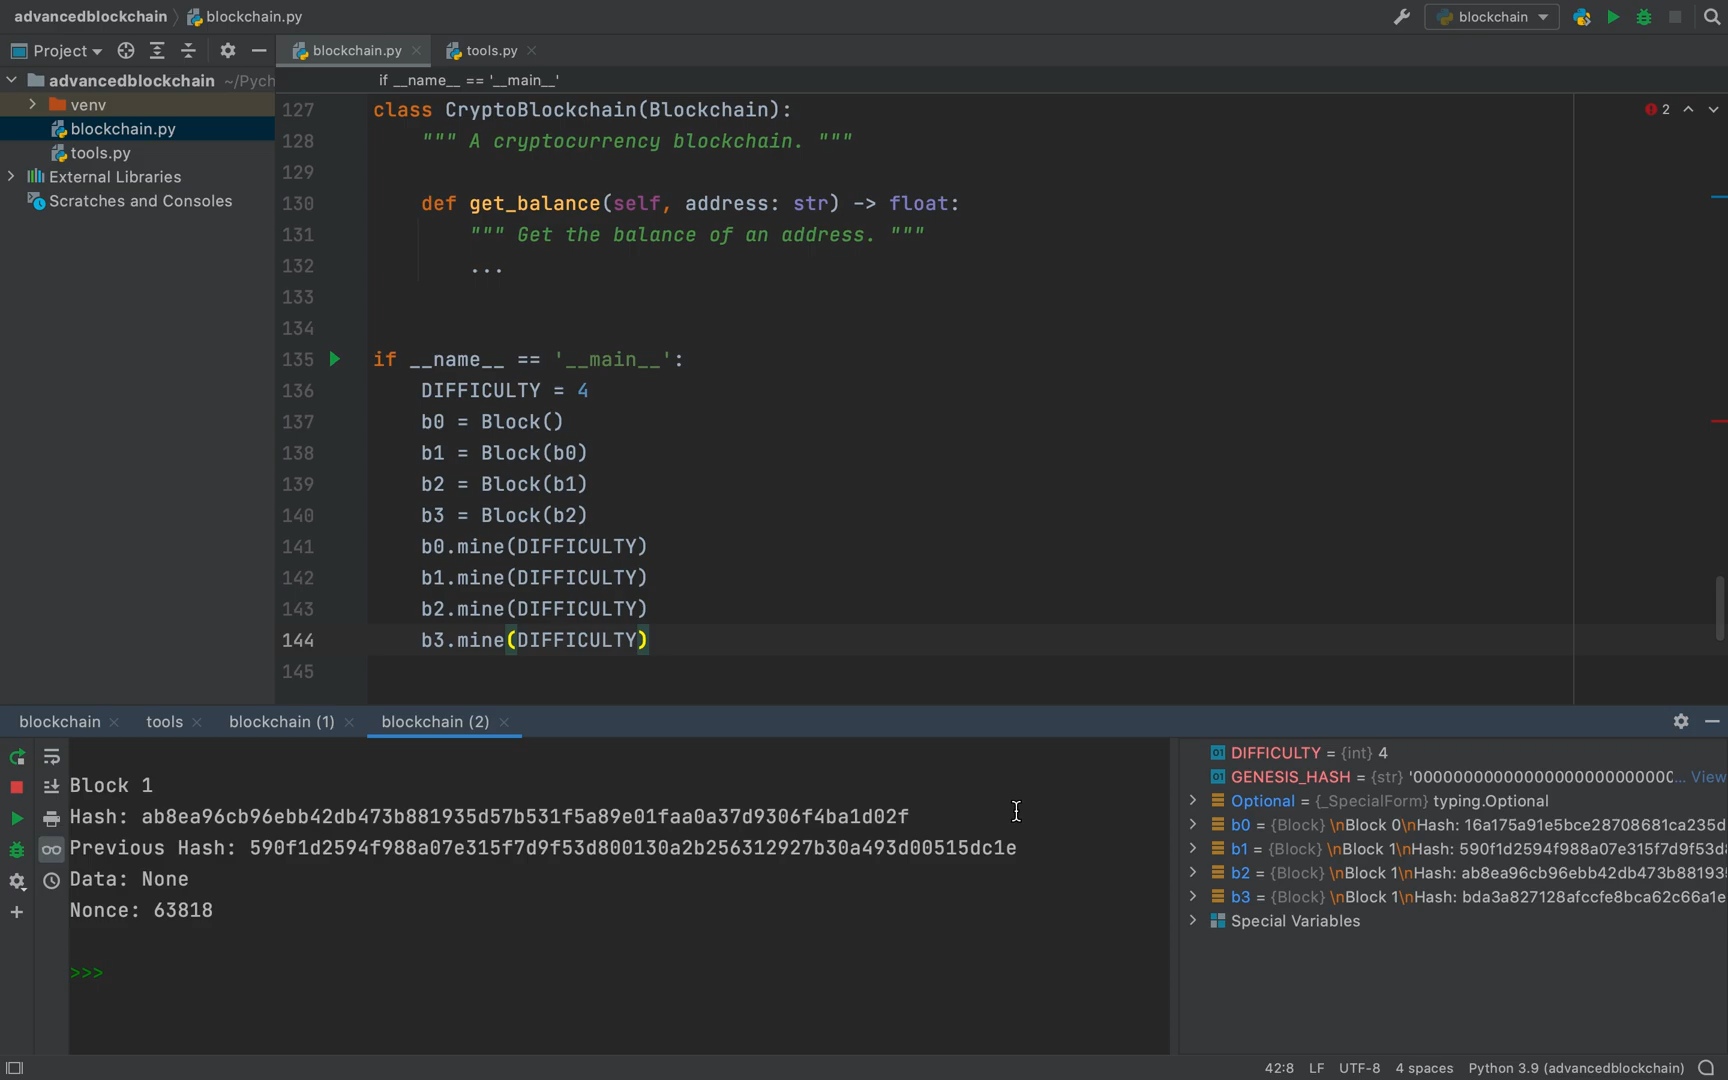 advancedblockchain blockchain.py
blockchain
Project
blockchain.py
tools.py
advancedblockchain ~/Pych
venv
blockchain.py
tools.py
External Libraries
Scratches and Consoles
if __name__ == '__main__'
2
127 class CryptoBlockchain(Blockchain):
128 """ A cryptocurrency blockchain. """
129
130 def get_balance(self, address: str) -> float:
131 """ Get the balance of an address. """
132 ...
133
134
135 if __name__ == '__main__':
136 DIFFICULTY = 4
137 b0 = Block()
138 b1 = Block(b0)
139 b2 = Block(b1)
140 b3 = Block(b2)
141 b0.mine(DIFFICULTY)
142 b1.mine(DIFFICULTY)
143 b2.mine(DIFFICULTY)
144 b3.mine(DIFFICULTY)
145
blockchain tools blockchain (1) blockchain (2)
Block 1
Hash: ab8ea96cb96ebb42db473b881935d57b531f5a89e01faa0a37d9306f4ba1d02f
Previous Hash: 590f1d2594f988a07e315f7d9f53d800130a2b256312927b30a493d00515dc1e
Data: None
Nonce: 63818
>>>
DIFFICULTY = {int} 4
GENESIS_HASH = {str} '0000000000000000000000000000... View
Optional = {_SpecialForm} typing.Optional
b0 = {Block} \nBlock 0\nHash: 16a175a91e5bce28708681ca235d
b1 = {Block} \nBlock 1\nHash: 590f1d2594f988a07e315f7d9f53d
b2 = {Block} \nBlock 1\nHash: ab8ea96cb96ebb42db473b88193
b3 = {Block} \nBlock 1\nHash: bda3a827128afccfe8bca62c66a1e
Special Variables
42:8 LF UTF-8 4 spaces Python 3.9 (advancedblockchain)